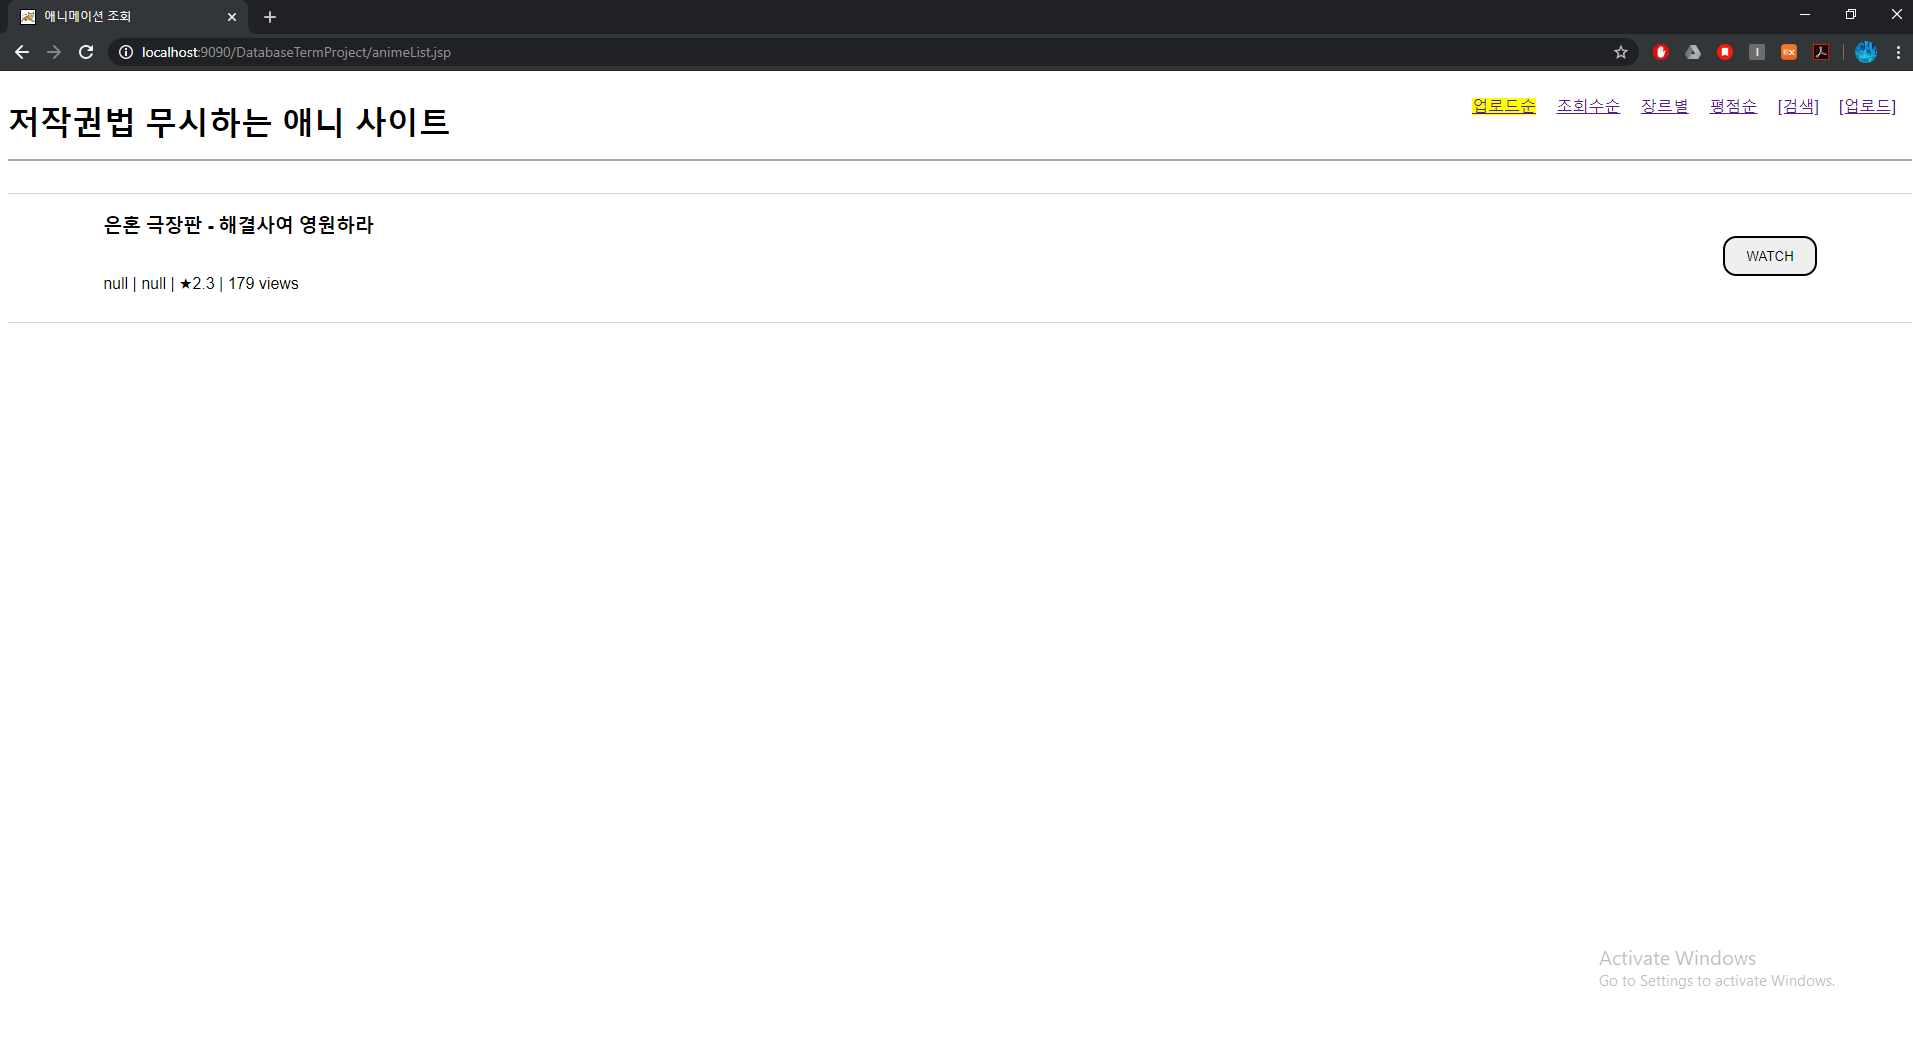 애니메이션 조회
localhost:9090/DatabaseTermProject/animeList.jsp
저작권법 무시하는 애니 사이트
업로드순 조회수순 장르별 평점순 [검색] [업로드]
은혼 극장판 - 해결사여 영원하라
WATCH
null | null | ★2.3 | 179 views
Activate Windows
Go to Settings to activate Windows.